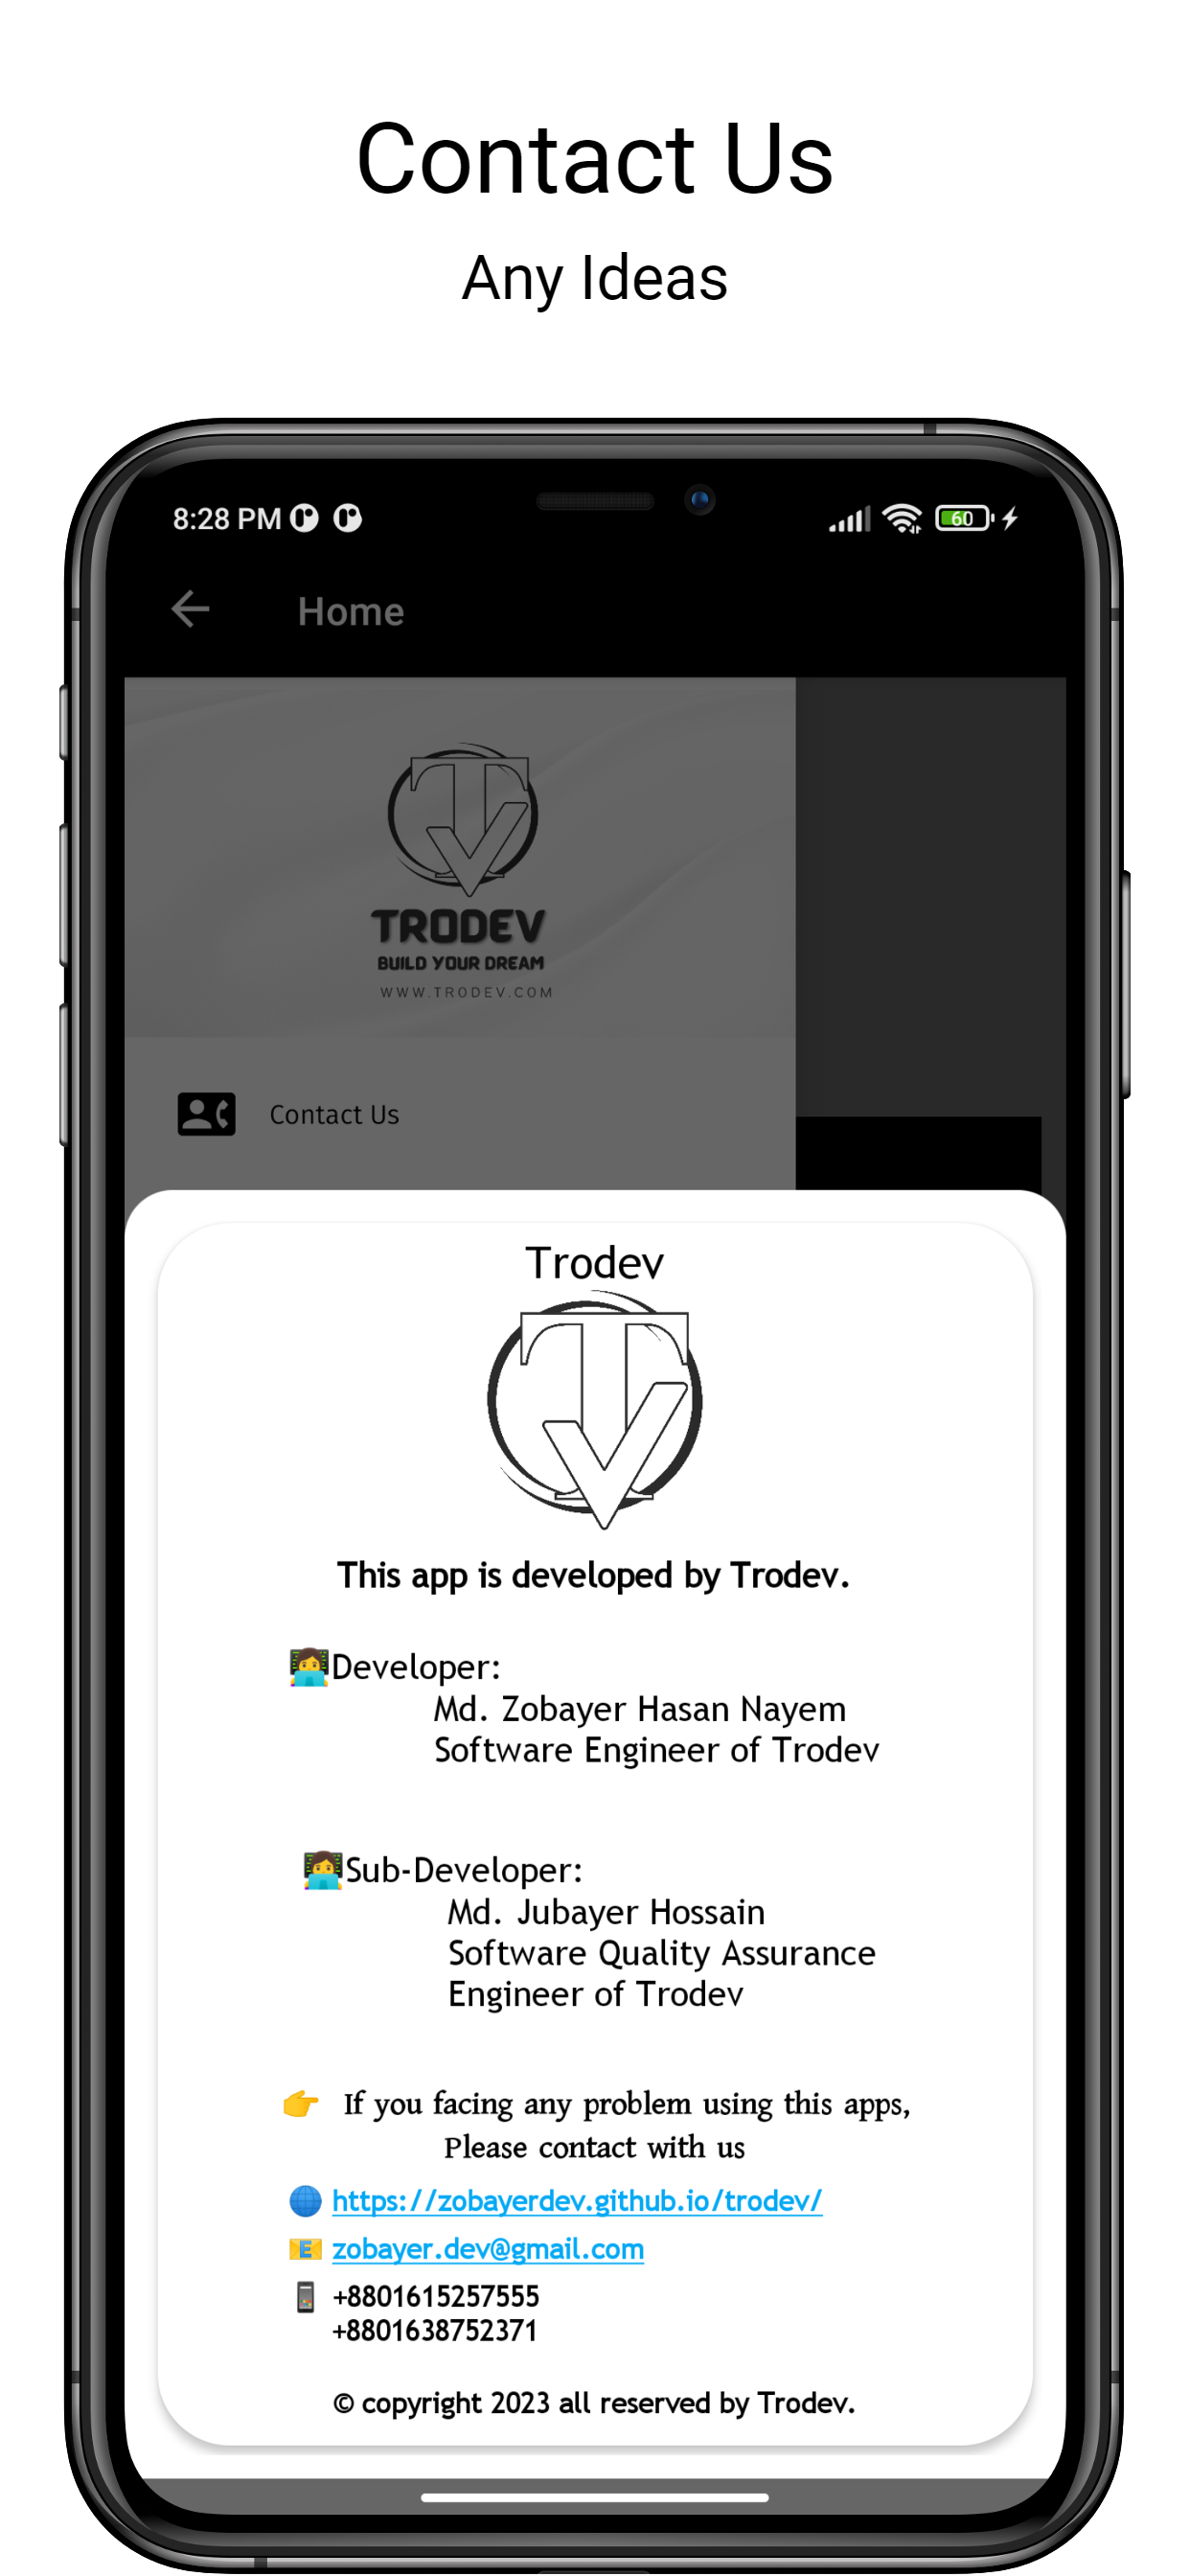 Contact Us
Any Ideas
8:28 PM
60
Home
TRODEV
BUILD YOUR DREAM
WWW.TRODEV.COM
Contact Us
Trodev
This app is developed by Trodev.
👩‍💻Developer:
Md. Zobayer Hasan Nayem
Software Engineer of Trodev
👩‍💻Sub-Developer:
Md. Jubayer Hossain
Software Quality Assurance
Engineer of Trodev
👉 If you facing any problem using this apps,
Please contact with us
🌐 https://zobayerdev.github.io/trodev/
📧 zobayer.dev@gmail.com
📱 +8801615257555
+8801638752371
© copyright 2023 all reserved by Trodev.